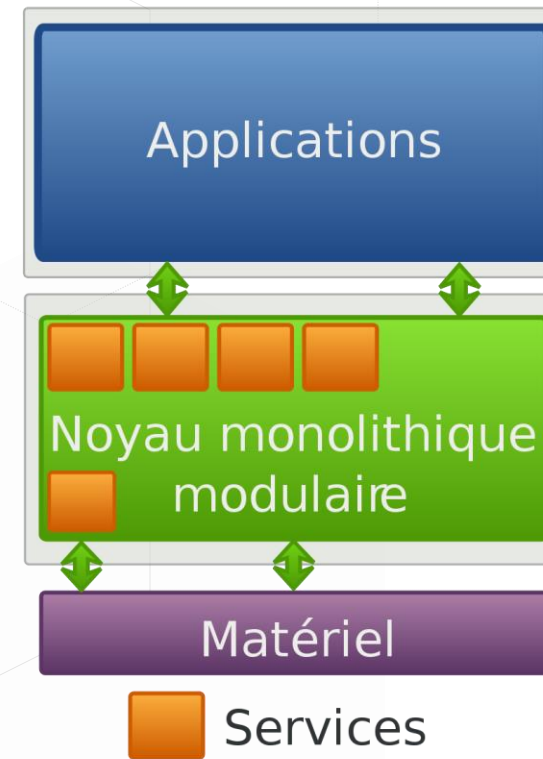 Applications
Noyau monolithique
modulaire
Matériel
Services